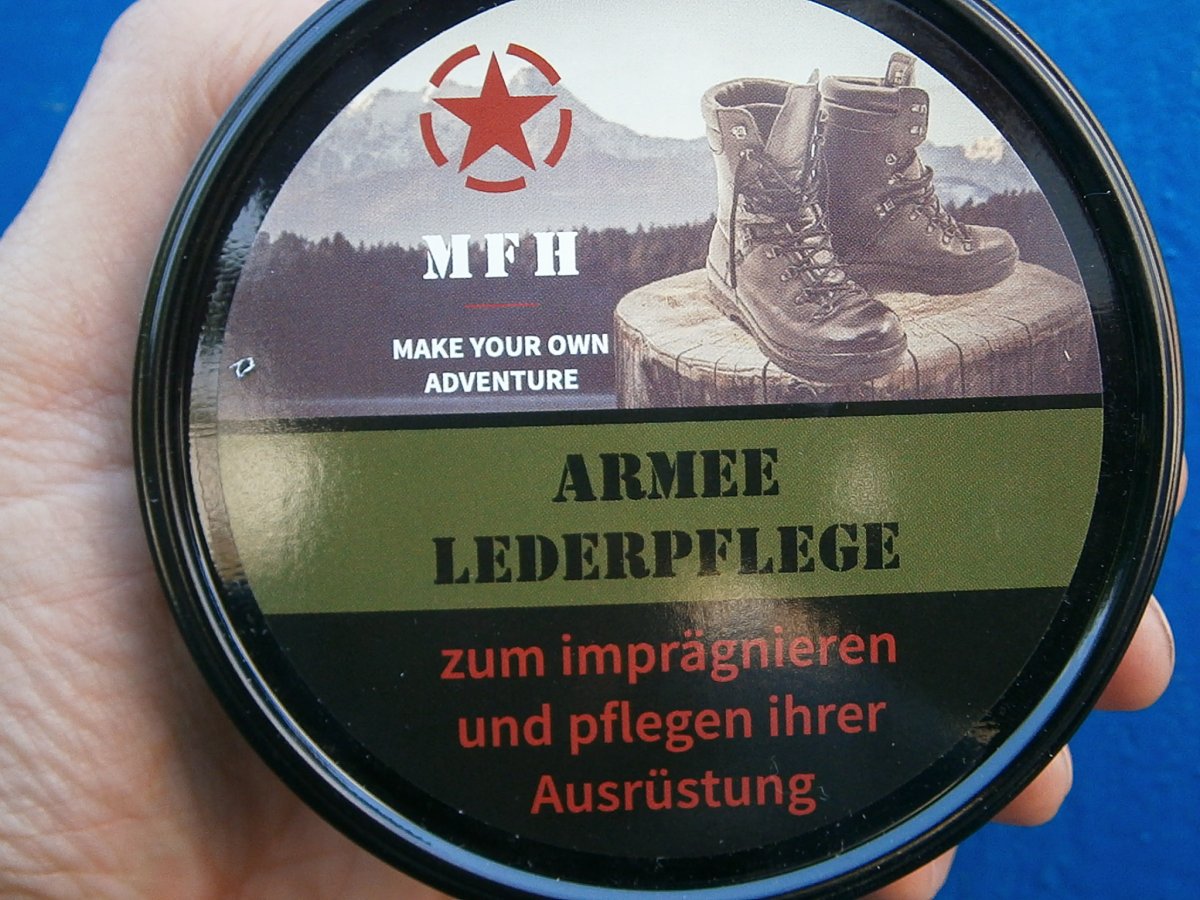 MFH
MAKE YOUR OWN
ADVENTURE
ARMEE
LEDERPFLEGE
zum imprägnieren
und pflegen ihrer
Ausrüstung